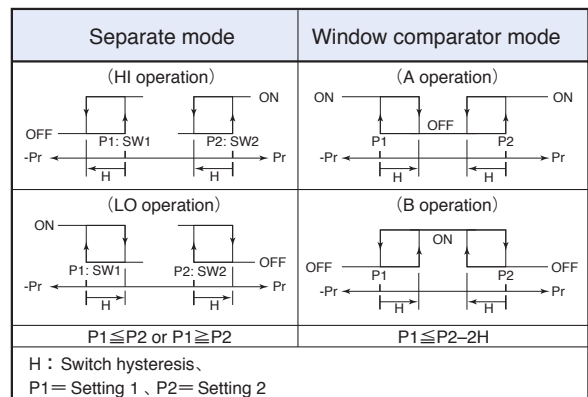 Separate mode
Window comparator mode
(HI operation)
ON
OFF
P1: SW1
P2: SW2
-Pr
Pr
H
H
(A operation)
ON
ON
OFF
P1
P2
-Pr
Pr
H
H
(LO operation)
ON
P1: SW1
P2: SW2
OFF
-Pr
Pr
H
H
(B operation)
ON
OFF
P1
P2
OFF
-Pr
Pr
H
H
P1≦P2 or P1≧P2
P1≦P2–2H
H：Switch hysteresis、
P1＝Setting 1、P2＝Setting 2